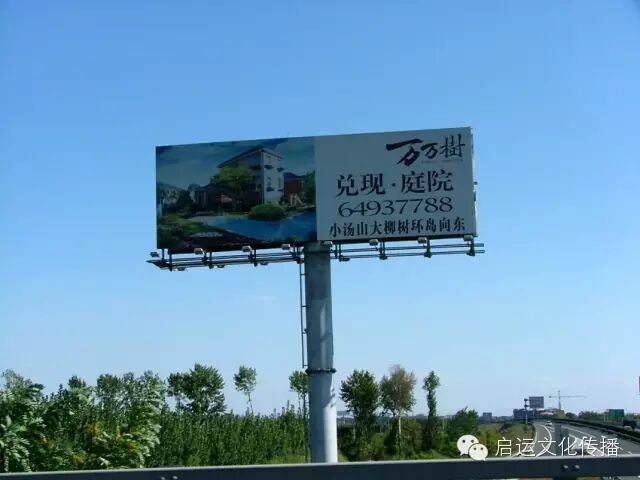 万万樹
兑现·庭院
64937788
小汤山大柳树环岛向东
启运文化传播